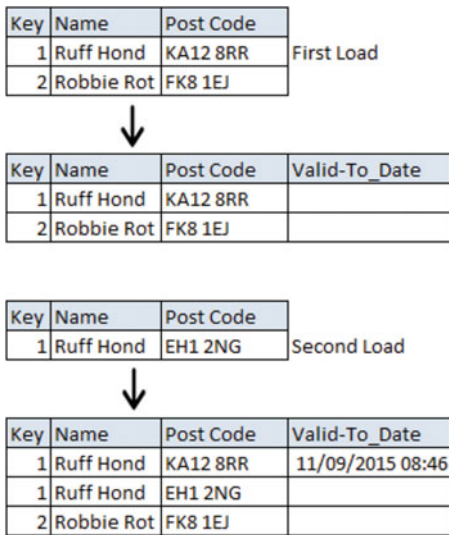 Key Name Post Code
1 Ruff Hond KA12 8RR First Load
2 Robbie Rot FK8 1EJ
Key Name Post Code Valid-To_Date
1 Ruff Hond KA12 8RR
2 Robbie Rot FK8 1EJ
Key Name Post Code
1 Ruff Hond EH1 2NG Second Load
Key Name Post Code Valid-To_Date
1 Ruff Hond KA12 8RR 11/09/2015 08:46
1 Ruff Hond EH1 2NG
2 Robbie Rot FK8 1EJ